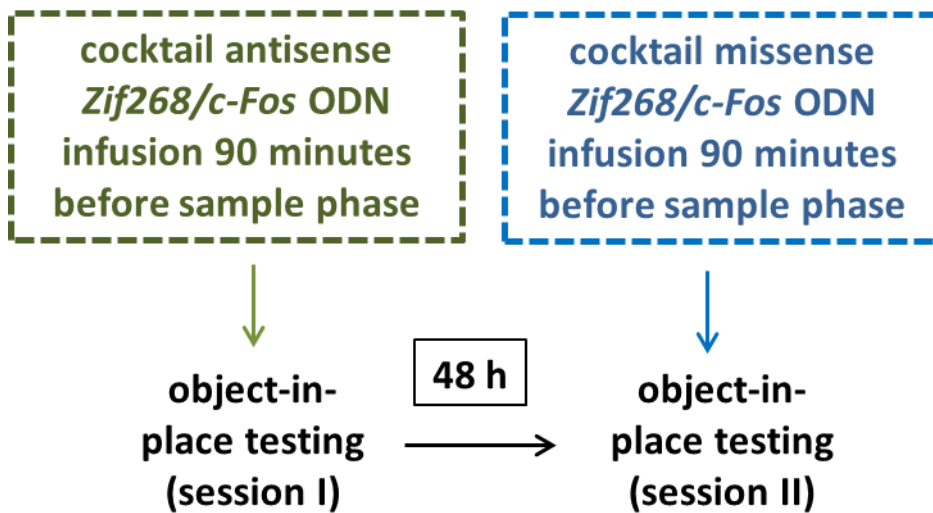 cocktail antisense
Zif268/c-Fos ODN
infusion 90 minutes
before sample phase
cocktail missense
Zif268/c-Fos ODN
infusion 90 minutes
before sample phase
object-in-
place testing
(session I)
48 h
object-in-
place testing
(session II)